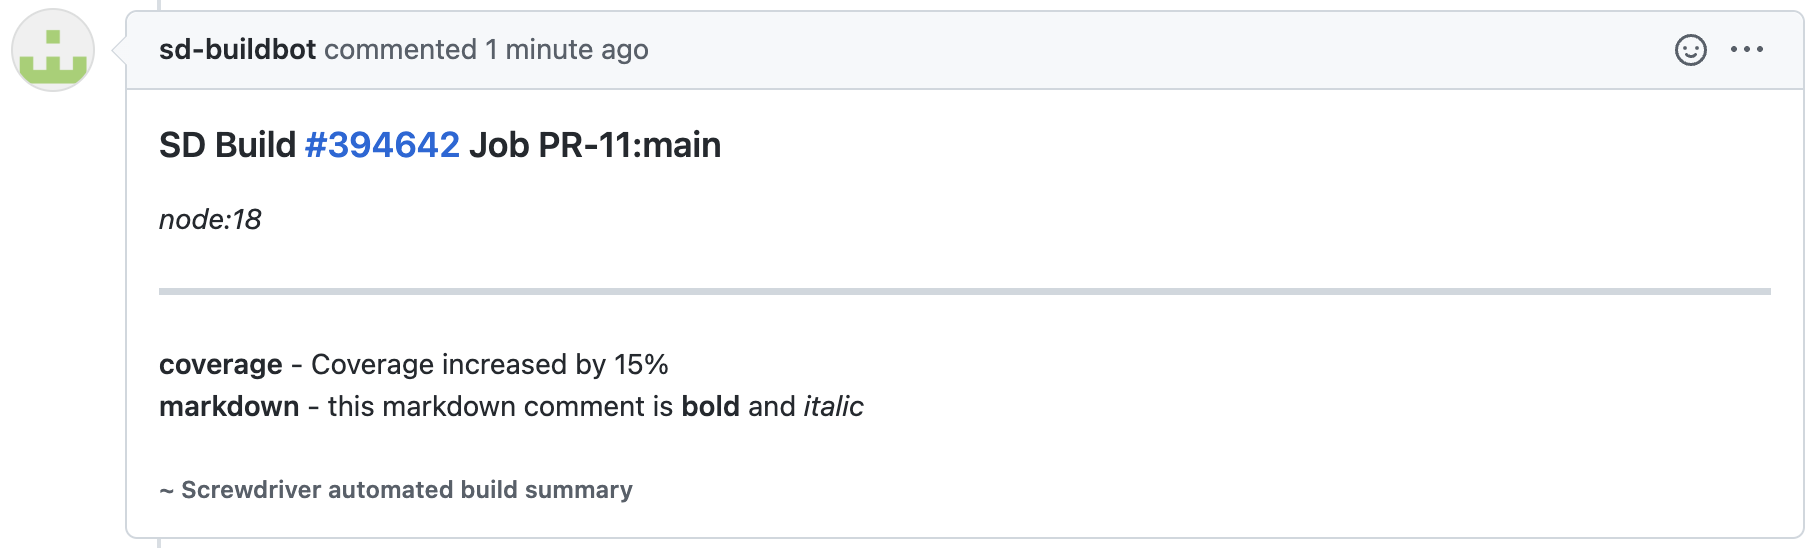 sd-buildbot commented 1 minute ago
SD Build #394642 Job PR-11:main
node:18
coverage - Coverage increased by 15%
markdown - this markdown comment is bold and italic
~ Screwdriver automated build summary